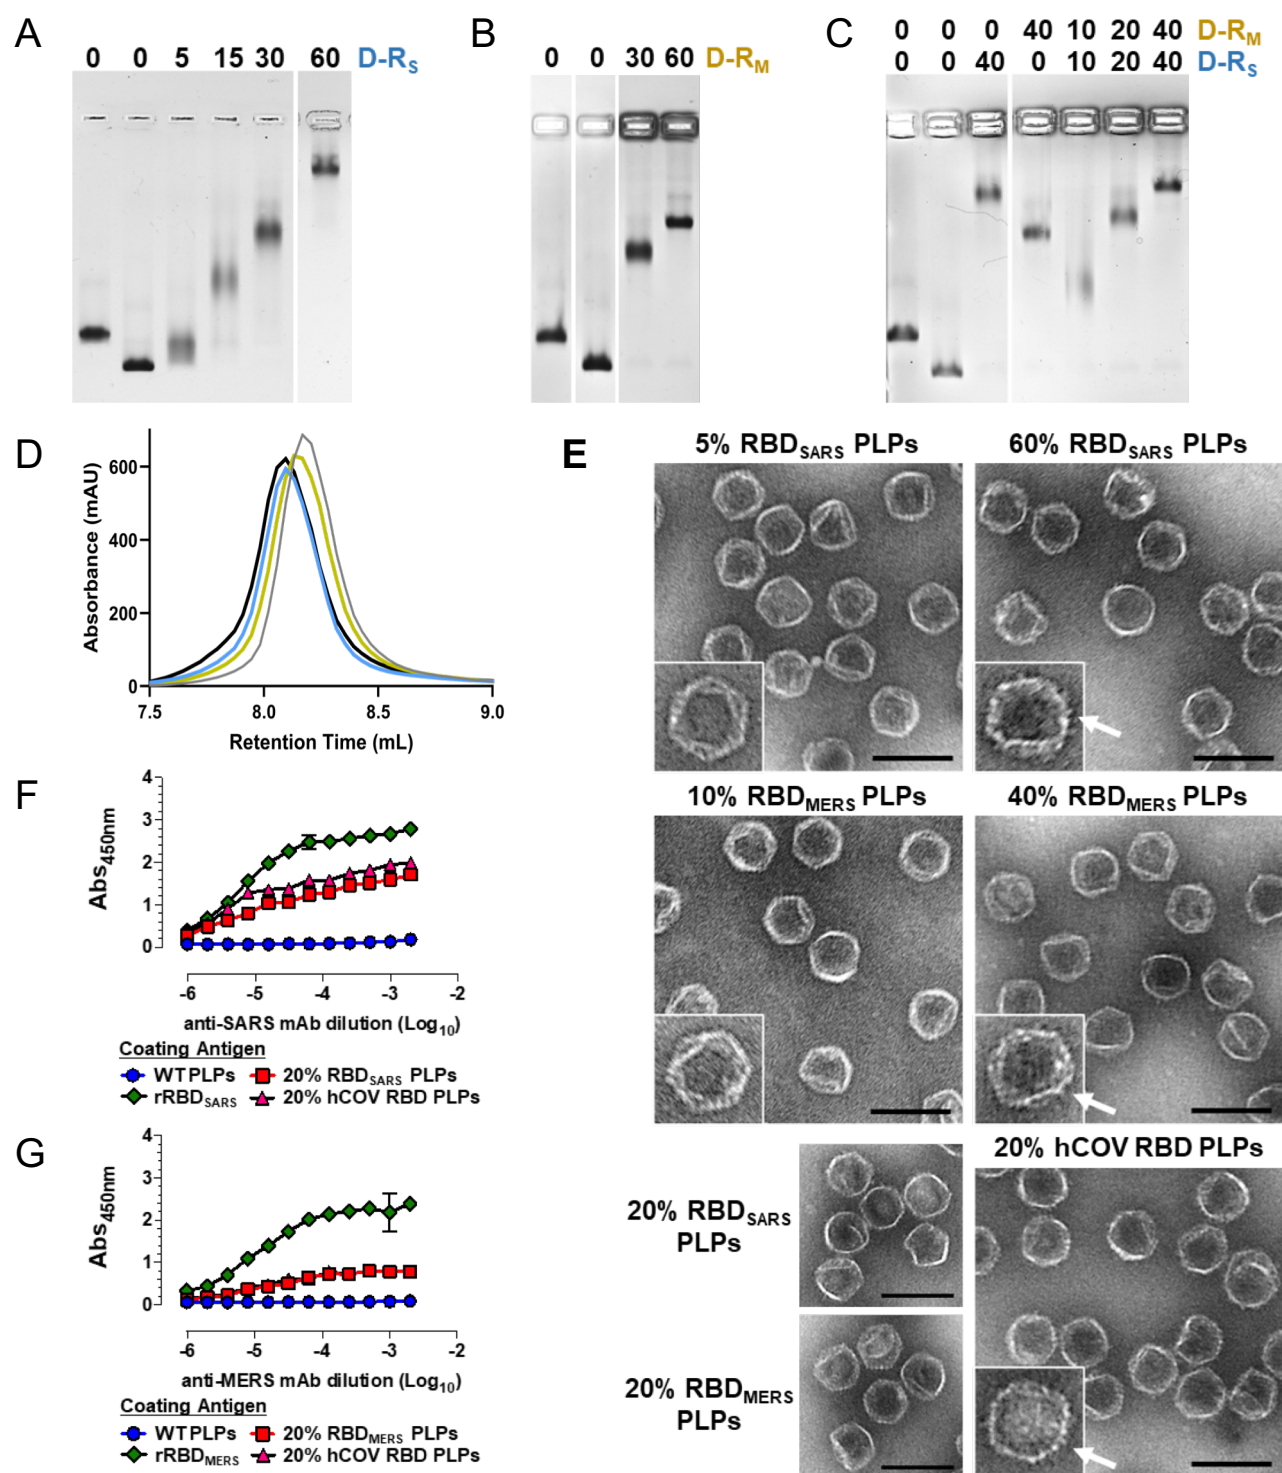 A
0 0 5 15 30 60 D-RS
B
0 0 30 60 D-RM
C
0 0 0 40 10 20 40 D-RM
0 0 40 0 10 20 40 D-RS
D
Absorbance (mAU)
600
400
200
0
7.5 8.0 8.5 9.0
Retention Time (mL)
E
5% RBDSARS PLPs
60% RBDSARS PLPs
10% RBDMERS PLPs
40% RBDMERS PLPs
20% RBDSARS
PLPs
20% hCOV RBD PLPs
20% RBDMERS
PLPs
F
Abs450nm
4
3
2
1
0
-6 -5 -4 -3 -2
anti-SARS mAb dilution (Log10)
Coating Antigen
WT PLPs 20% RBDSARS PLPs
rRBDSARS 20% hCOV RBD PLPs
G
Abs450nm
4
3
2
1
0
-6 -5 -4 -3 -2
anti-MERS mAb dilution (Log10)
Coating Antigen
WT PLPs 20% RBDMERS PLPs
rRBDMERS 20% hCOV RBD PLPs